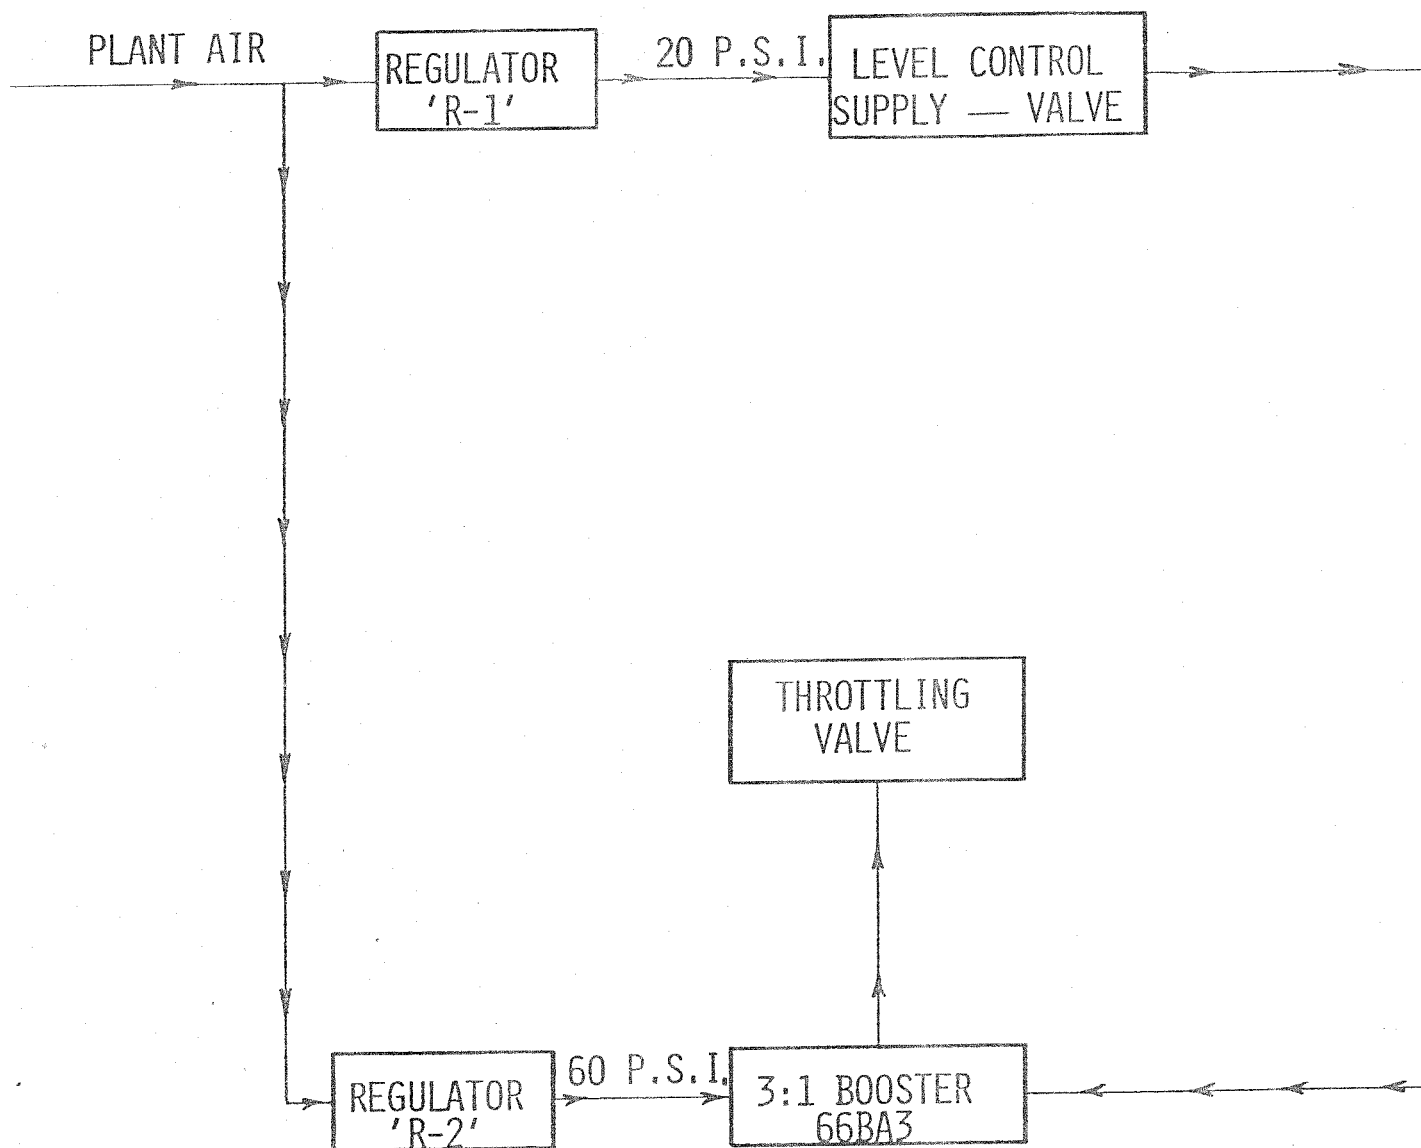 PLANT AIR
REGULATOR
'R-1'
20 P.S.I.
LEVEL CONTROL
SUPPLY — VALVE
THROTTLING
VALVE
REGULATOR
'R-2'
60 P.S.I.
3:1 BOOSTER
66BA3